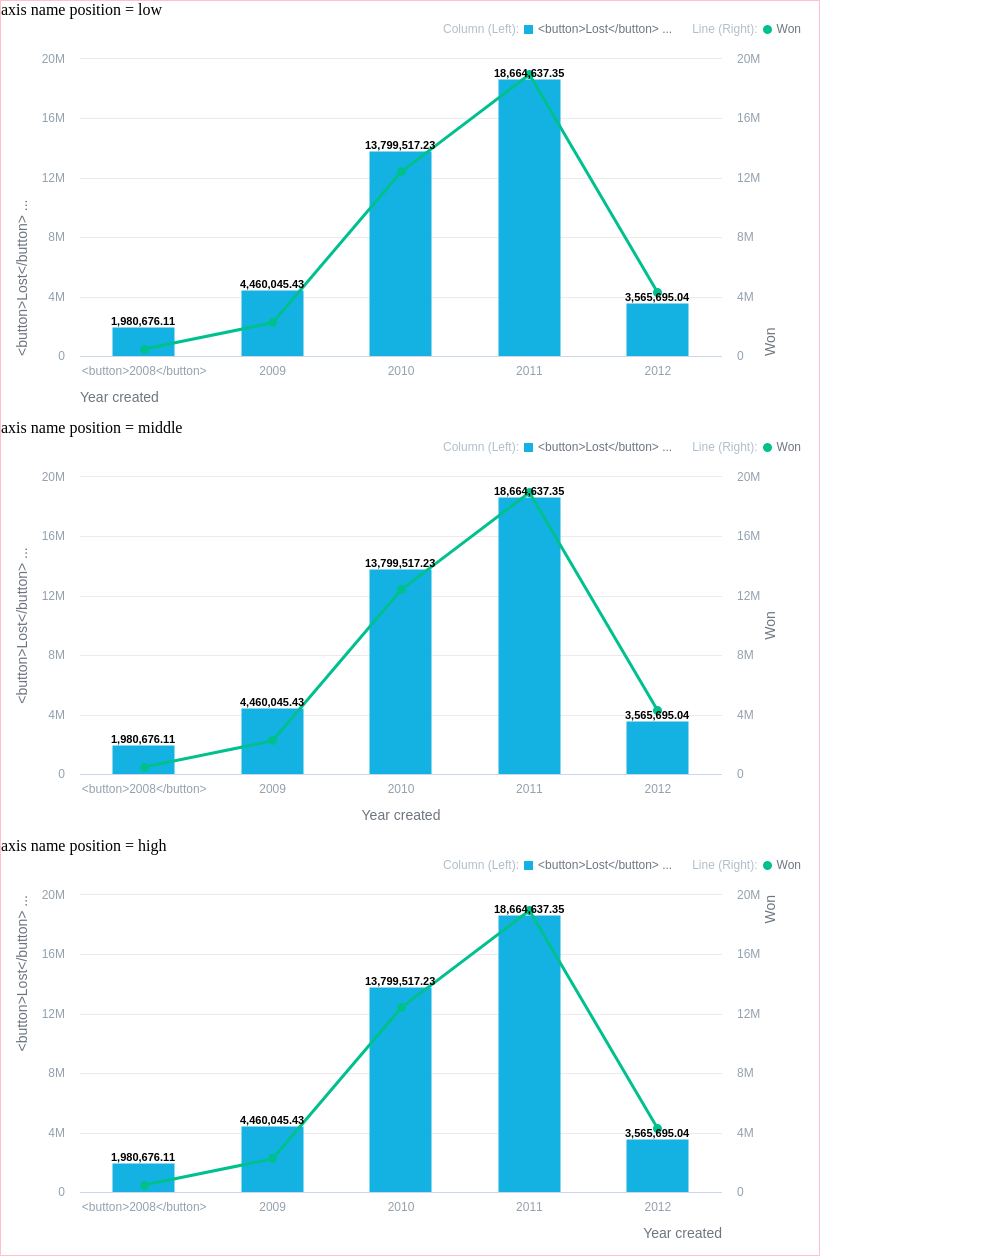 axis name position = low
Column (Left): <button>Lost</button> ... Line (Right): Won
20M 20M
18,664,637.35
16M 16M
13,799,517.23
12M 12M
8M 8M
4,460,045.43
4M 4M
3,565,695.04
1,980,676.11
0 0
<button>Lost</button> ...
Won
<button>2008</button> 2009 2010 2011 2012
Year created
axis name position = middle
Column (Left): <button>Lost</button> ... Line (Right): Won
20M 20M
18,664,637.35
16M 16M
13,799,517.23
12M 12M
8M 8M
4,460,045.43
4M 4M
3,565,695.04
1,980,676.11
0 0
<button>Lost</button> ...
Won
<button>2008</button> 2009 2010 2011 2012
Year created
axis name position = high
Column (Left): <button>Lost</button> ... Line (Right): Won
20M 20M
18,664,637.35
16M 16M
13,799,517.23
12M 12M
8M 8M
4,460,045.43
4M 4M
3,565,695.04
1,980,676.11
0 0
<button>Lost</button> ...
Won
<button>2008</button> 2009 2010 2011 2012
Year created